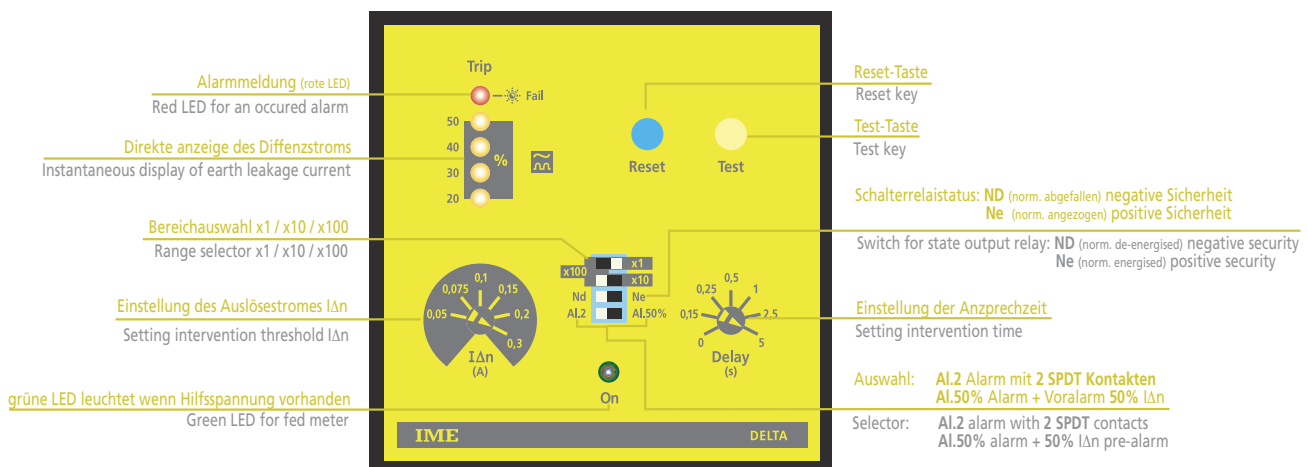 Alarmmeldung (rote LED)
Red LED for an occured alarm
Direkte anzeige des Diffenzstroms
Instantaneous display of earth leakage current
Bereichauswahl x1 / x10 / x100
Range selector x1 / x10 / x100
Einstellung des Auslösestromes I∆n
Setting intervention threshold I∆n
grüne LED leuchtet wenn Hilfsspannung vorhanden
Green LED for fed meter
Trip
Fail
50
40
30
20
%
Reset
Test
x100
x1
x10
Nd
Ne
Al.2
Al.50%
0,05
0,075
0,1
0,15
0,2
0,3
I∆n
(A)
0
0,15
0,25
0,5
1
2,5
5
Delay
(s)
On
IME
DELTA
Reset-Taste
Reset key
Test-Taste
Test key
Schalterrelaistatus: ND (norm. abgefallen) negative Sicherheit
Ne (norm. angezogen) positive Sicherheit
Switch for state output relay: ND (norm. de-energised) negative security
Ne (norm. energised) positive security
Einstellung der Anzprechzeit
Setting intervention time
Auswahl: Al.2 Alarm mit 2 SPDT Kontakten
Al.50% Alarm + Voralarm 50% I∆n
Selector: Al.2 alarm with 2 SPDT contacts
Al.50% alarm + 50% I∆n pre-alarm